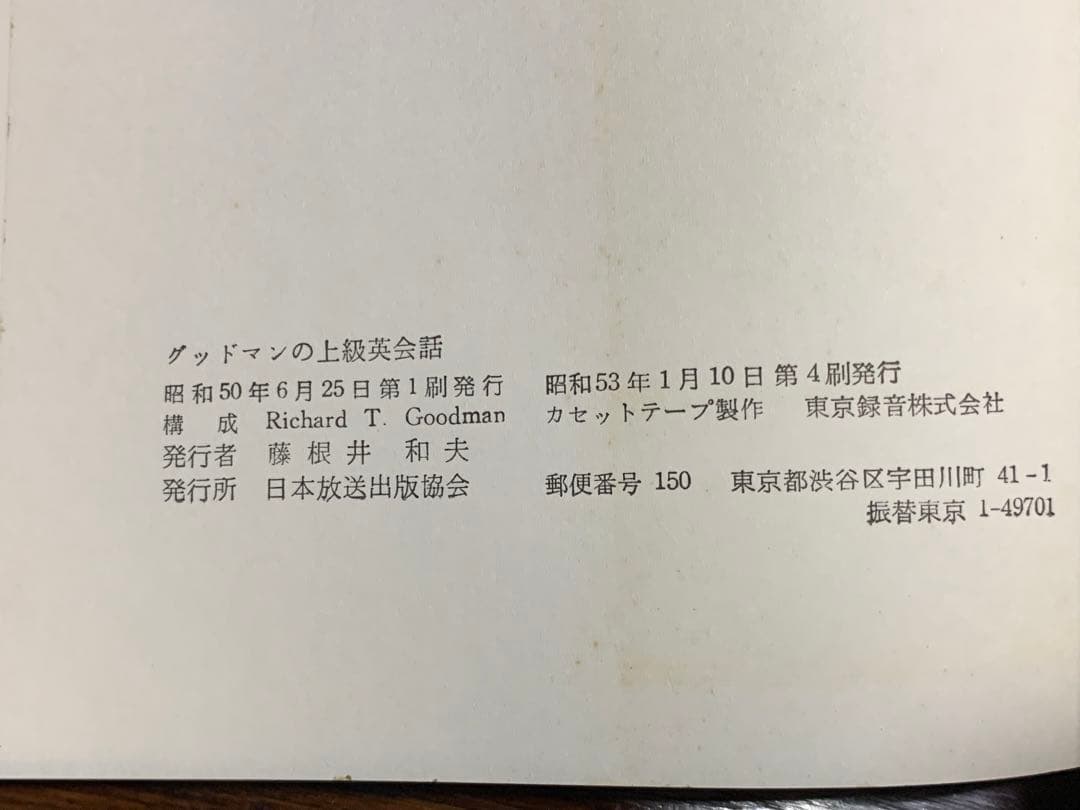 グッドマンの上級英会話
昭和50年6月25日第1刷発行　昭和53年1月10日第4刷発行
構　成　Richard T. Goodman　カセットテープ製作　東京録音株式会社
発行者　藤根井　和夫
発行所　日本放送出版協会　郵便番号 150　東京都渋谷区宇田川町 41-1
振替東京 1-49701